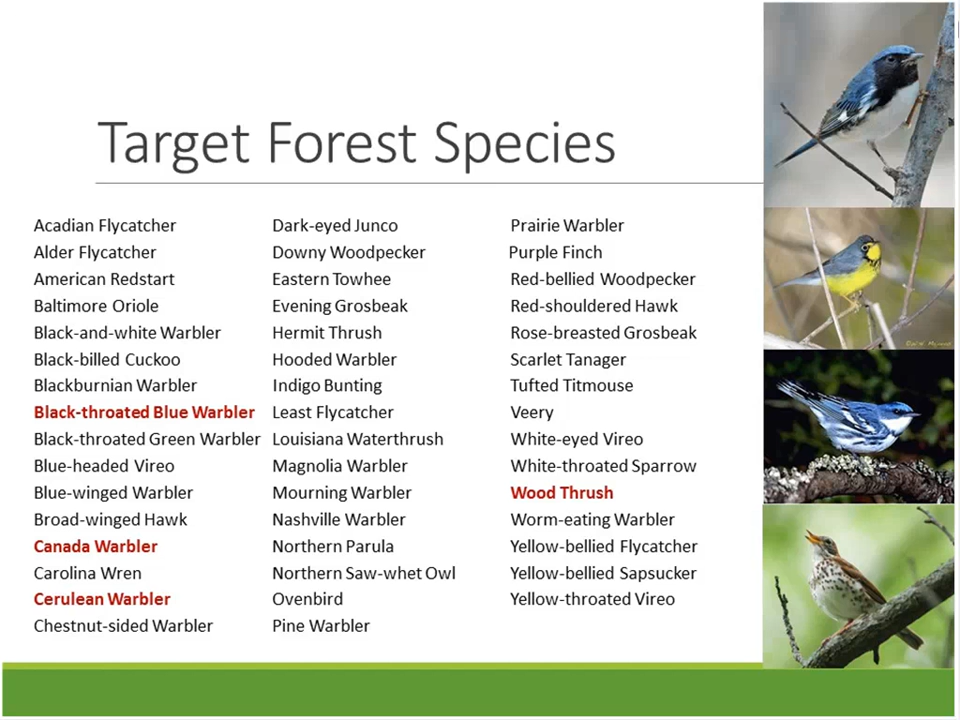 Target Forest Species
Acadian Flycatcher
Alder Flycatcher
American Redstart
Baltimore Oriole
Black-and-white Warbler
Black-billed Cuckoo
Blackburnian Warbler
Black-throated Blue Warbler
Black-throated Green Warbler
Blue-headed Vireo
Blue-winged Warbler
Broad-winged Hawk
Canada Warbler
Carolina Wren
Cerulean Warbler
Chestnut-sided Warbler
Dark-eyed Junco
Downy Woodpecker
Eastern Towhee
Evening Grosbeak
Hermit Thrush
Hooded Warbler
Indigo Bunting
Least Flycatcher
Louisiana Waterthrush
Magnolia Warbler
Mourning Warbler
Nashville Warbler
Northern Parula
Northern Saw-whet Owl
Ovenbird
Pine Warbler
Prairie Warbler
Purple Finch
Red-bellied Woodpecker
Red-shouldered Hawk
Rose-breasted Grosbeak
Scarlet Tanager
Tufted Titmouse
Veery
White-eyed Vireo
White-throated Sparrow
Wood Thrush
Worm-eating Warbler
Yellow-bellied Flycatcher
Yellow-bellied Sapsucker
Yellow-throated Vireo